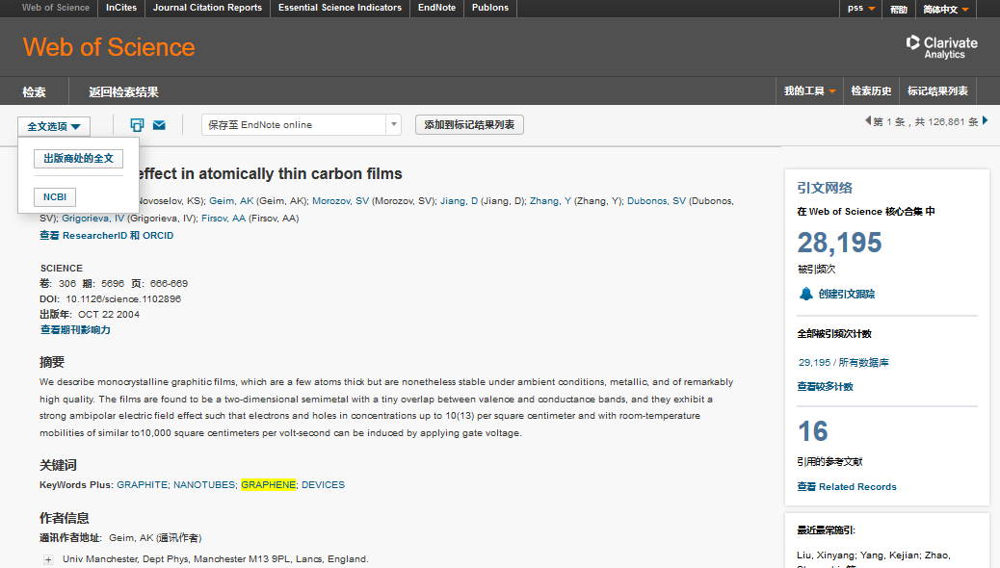 Web of Science InCites Journal Citation Reports Essential Science Indicators EndNote Publons pss 帮助 简体中文
Web of Science
Clarivate
Analytics
检索 返回检索结果 我的工具 检索历史 标记结果列表
全文选项 保存至 EndNote online 添加到标记结果列表 第 1 条，共 126,861 条
出版商处的全文
NCBI
effect in atomically thin carbon films
Novoselov, KS); Geim, AK (Geim, AK); Morozov, SV (Morozov, SV); Jiang, D (Jiang, D); Zhang, Y (Zhang, Y); Dubonos, SV (Dubonos,
SV); Grigorieva, IV (Grigorieva, IV); Firsov, AA (Firsov, AA)
查看 ResearcherID 和 ORCID
SCIENCE
卷: 306 期: 5696 页: 666-669
DOI: 10.1126/science.1102896
出版年: OCT 22 2004
查看期刊影响力
摘要
We describe monocrystalline graphitic films, which are a few atoms thick but are nonetheless stable under ambient conditions, metallic, and of remarkably
high quality. The films are found to be a two-dimensional semimetal with a tiny overlap between valence and conductance bands, and they exhibit a
strong ambipolar electric field effect such that electrons and holes in concentrations up to 10(13) per square centimeter and with room-temperature
mobilities of similar to10,000 square centimeters per volt-second can be induced by applying gate voltage.
关键词
KeyWords Plus: GRAPHITE; NANOTUBES; GRAPHENE; DEVICES
作者信息
通讯作者地址: Geim, AK (通讯作者)
Univ Manchester, Dept Phys, Manchester M13 9PL, Lancs, England.
引文网络
在 Web of Science 核心合集 中
28,195
被引频次
创建引文跟踪
全部被引频次计数
29,195 / 所有数据库
查看较多计数
16
引用的参考文献
查看 Related Records
最近最常施引:
Liu, Xinyang; Yang, Kejian; Zhao,